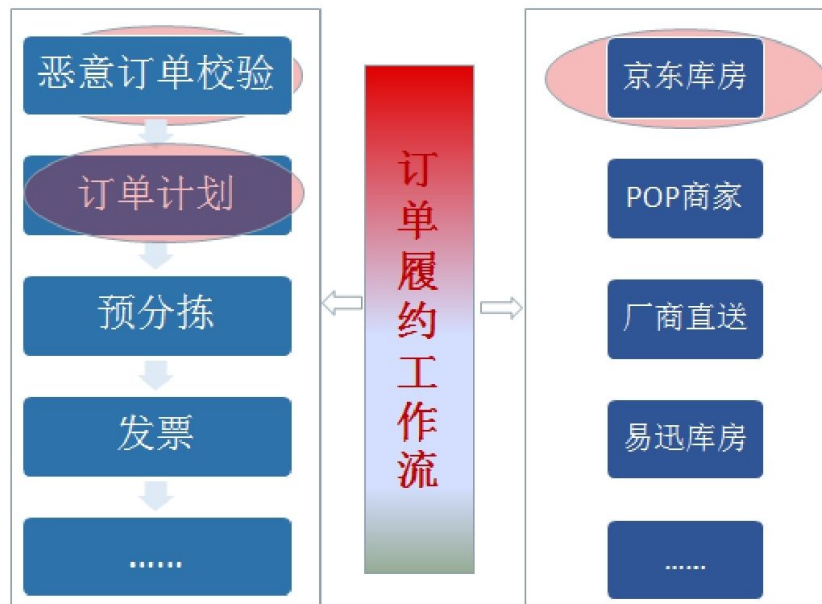 恶意订单校验
订单计划
预分拣
发票
......
订单履约工作流
京东库房
POP商家
厂商直送
易迅库房
......